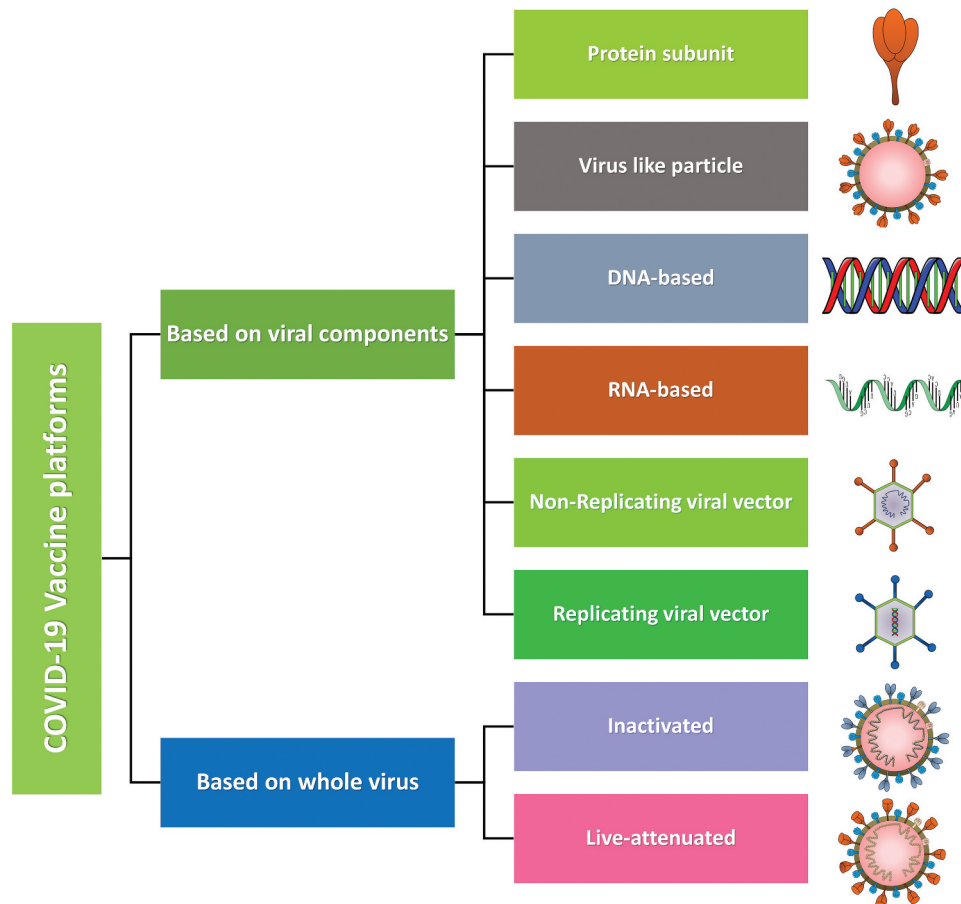 COVID-19 Vaccine platforms
Based on viral components
Protein subunit
Virus like particle
DNA-based
RNA-based
Non-Replicating viral vector
Replicating viral vector
Based on whole virus
Inactivated
Live-attenuated